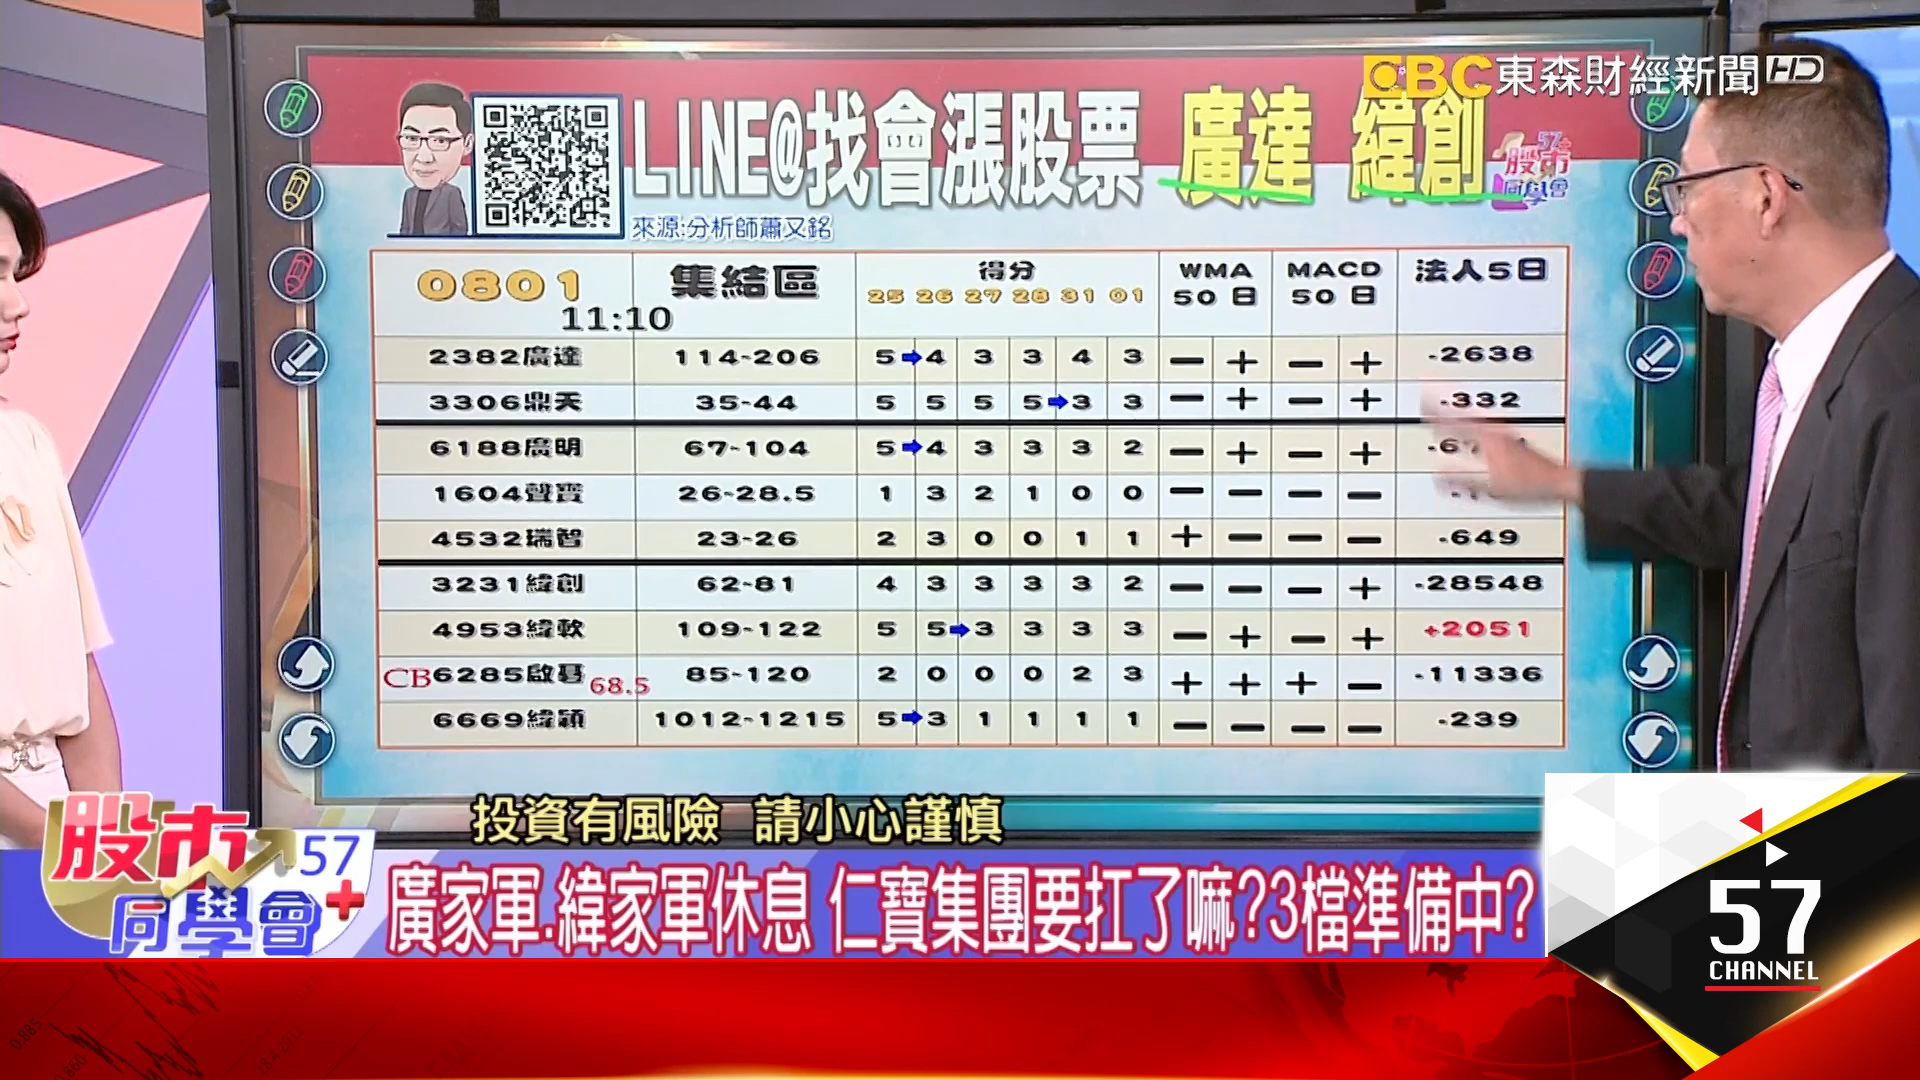 EBC東森財經新聞HD
LINE@找會漲股票 廣達 緯創
57 股市同學會
來源:分析師蕭又銘
0801 11:10 集結區 得分 25 26 27 28 31 01 WMA 50 日 MACD 50 日 法人5日
2382廣達 114-206 5➡4 3 3 4 3 − + − + -2638
3306鼎天 35-44 5 5 5 5➡3 3 − + − + -332
6188廣明 67-104 5➡4 3 3 3 2 − + − +
1604聲寶 26-28.5 1 3 2 1 0 0 − − − −
4532瑞智 23-26 2 3 0 0 1 1 + − − − -649
3231緯創 62-81 4 3 3 3 3 2 − − − + -28548
4953緯軟 109-122 5 5➡3 3 3 3 − + − + +2051
CB6285啟碁 68.5 85-120 2 0 0 0 2 3 + + + − -11336
6669緯穎 1012-1215 5➡3 1 1 1 1 − − − − -239
投資有風險 請小心謹慎
股市同學會 57+
廣家軍.緯家軍休息 仁寶集團要扛了嘛?3檔準備中?
57
CHANNEL